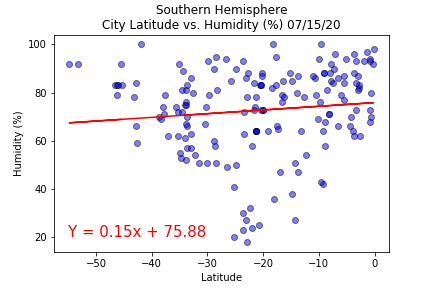 Southern Hemisphere
City Latitude vs. Humidity (%) 07/15/20
100
80
60
40
20
Humidity (%)
Y = 0.15x + 75.88
−50 −40 −30 −20 −10 0
Latitude